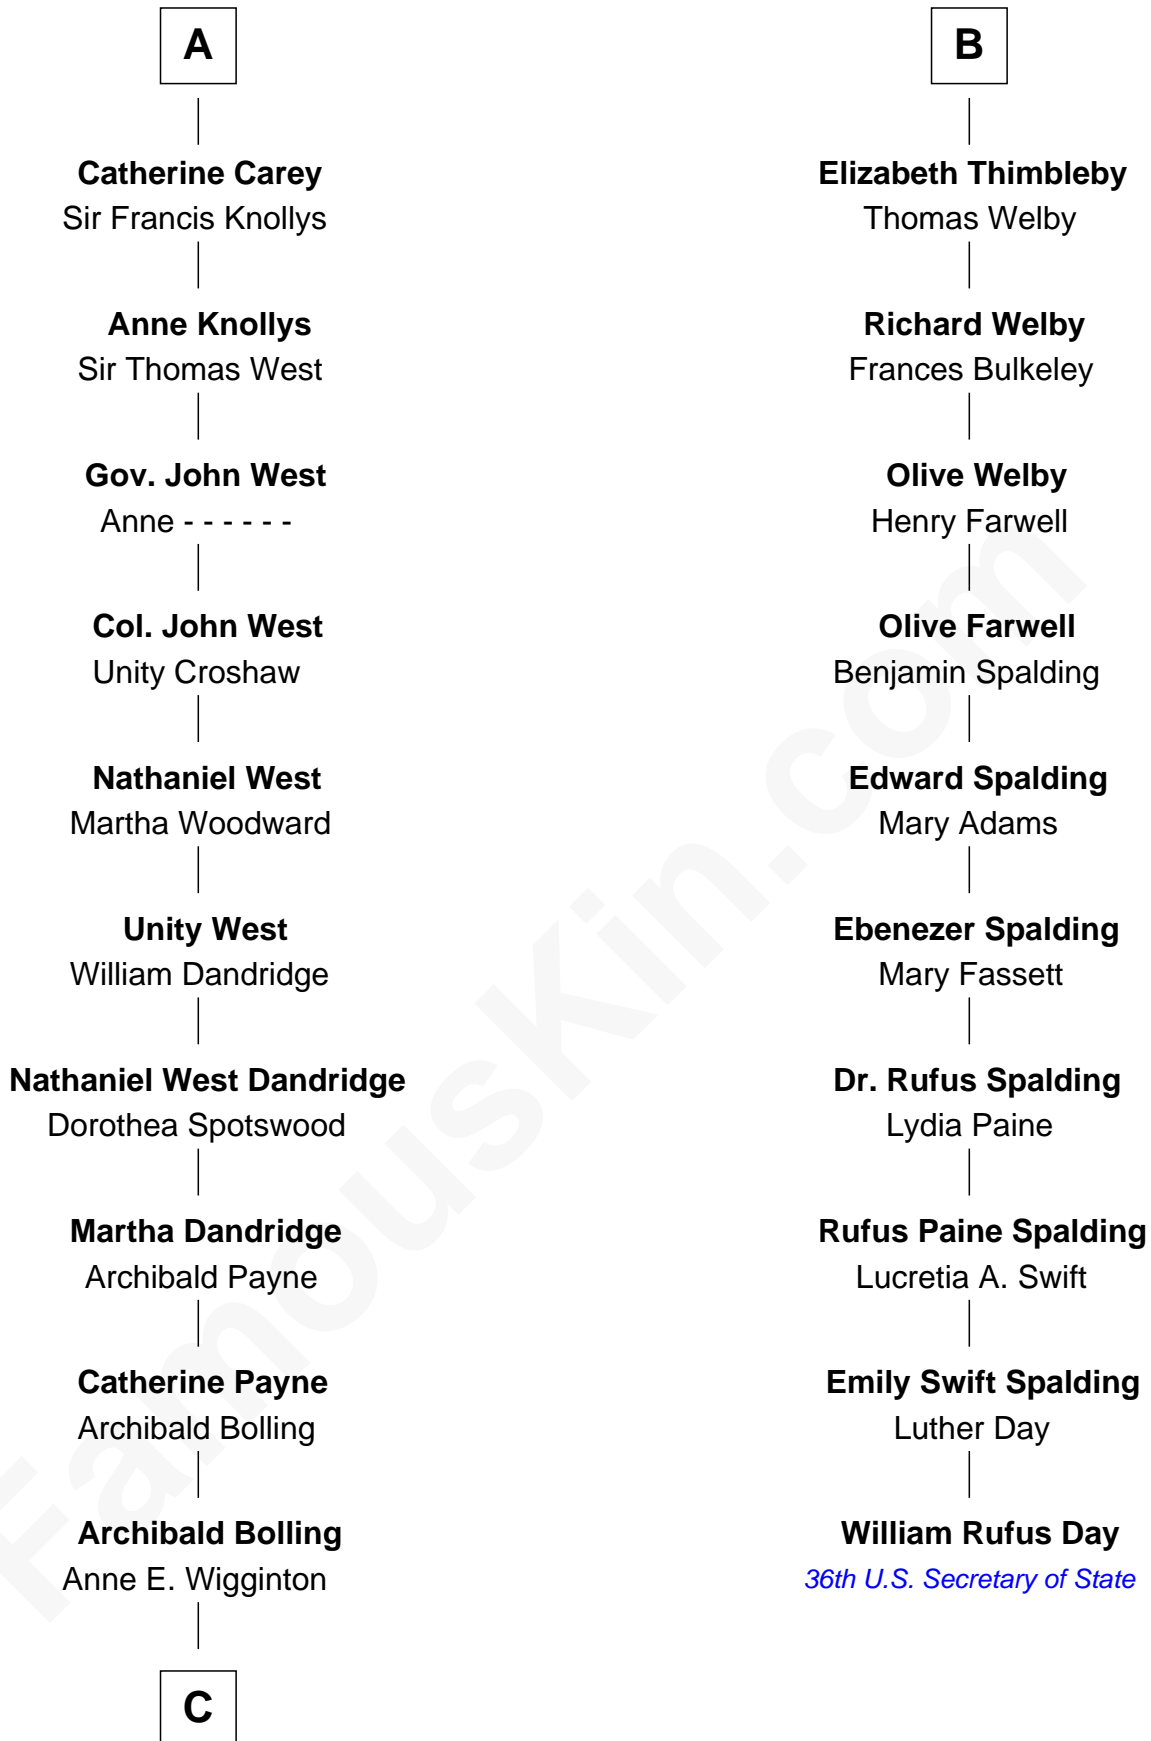 A
Catherine Carey
Sir Francis Knollys
Anne Knollys
Sir Thomas West
Gov. John West
Anne - - - - - -
Col. John West
Unity Croshaw
Nathaniel West
Martha Woodward
Unity West
William Dandridge
Nathaniel West Dandridge
Dorothea Spotswood
Martha Dandridge
Archibald Payne
Catherine Payne
Archibald Bolling
Archibald Bolling
Anne E. Wigginton
C
B
Elizabeth Thimbleby
Thomas Welby
Richard Welby
Frances Bulkeley
Olive Welby
Henry Farwell
Olive Farwell
Benjamin Spalding
Edward Spalding
Mary Adams
Ebenezer Spalding
Mary Fassett
Dr. Rufus Spalding
Lydia Paine
Rufus Paine Spalding
Lucretia A. Swift
Emily Swift Spalding
Luther Day
William Rufus Day
36th U.S. Secretary of State
FamousKin.com